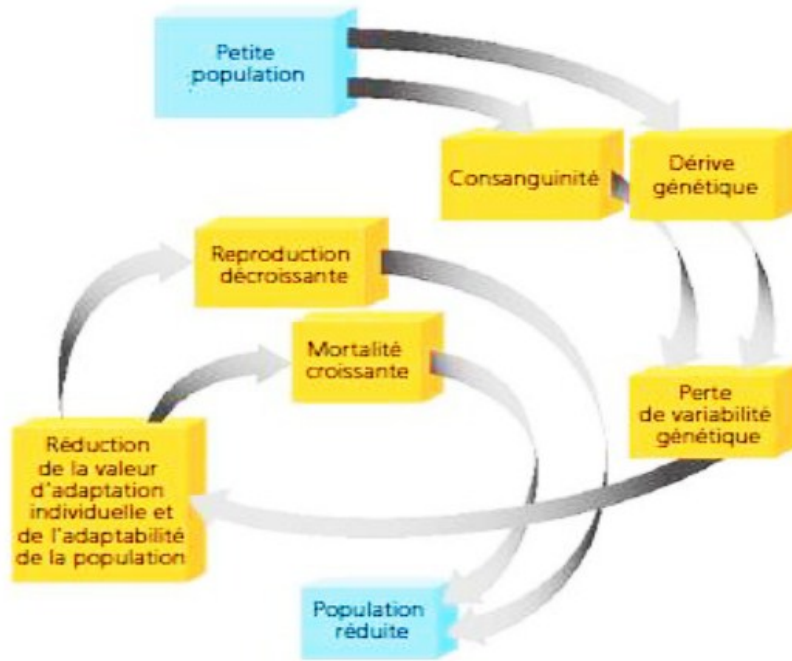 Petite
population
Consanguinité
Dérive
génétique
Reproduction
décroissante
Mortalité
croissante
Perte
de variabilité
génétique
Réduction
de la valeur
d'adaptation
individuelle et
de l'adaptabilité
de la population
Population
réduite